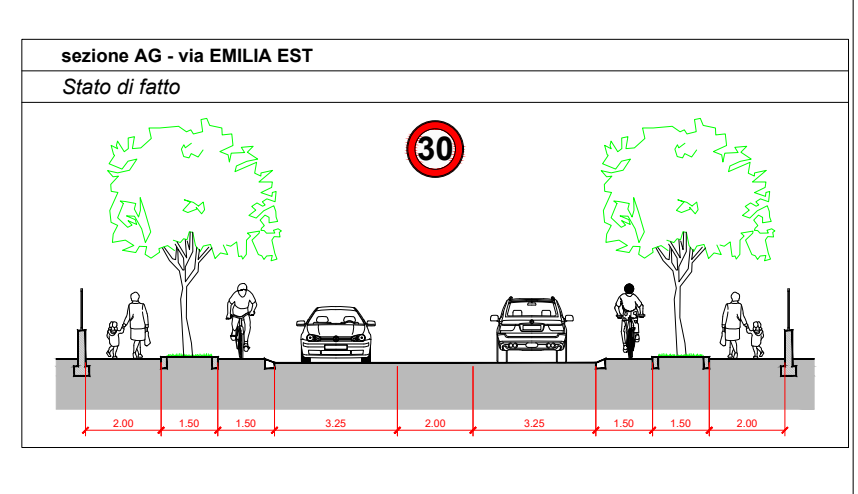 sezione AG - via EMILIA EST
Stato di fatto
30
2.00 1.50 1.50 3.25 2.00 3.25 1.50 1.50 2.00